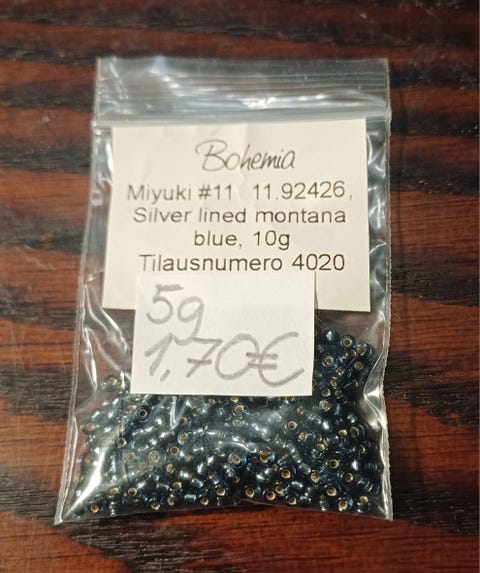 Bohemia
Miyuki #11 11.92426,
Silver lined montana
blue, 10g
Tilausnumero 4020
5g
1,70€